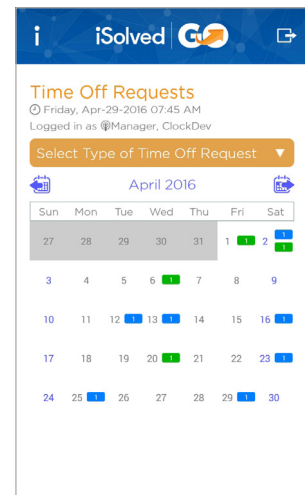 i iSolved GO
Time Off Requests
Friday, Apr-29-2016 07:45 AM
Logged in as @Manager, ClockDev
Select Type of Time Off Request ▼
April 2016
Sun Mon Tue Wed Thu Fri Sat
27 28 29 30 31 1 1 2 1 1
3 4 5 6 1 7 8 9
10 11 12 1 13 1 14 15 16 1
17 18 19 20 1 21 22 23 1
24 25 1 26 27 28 29 1 30